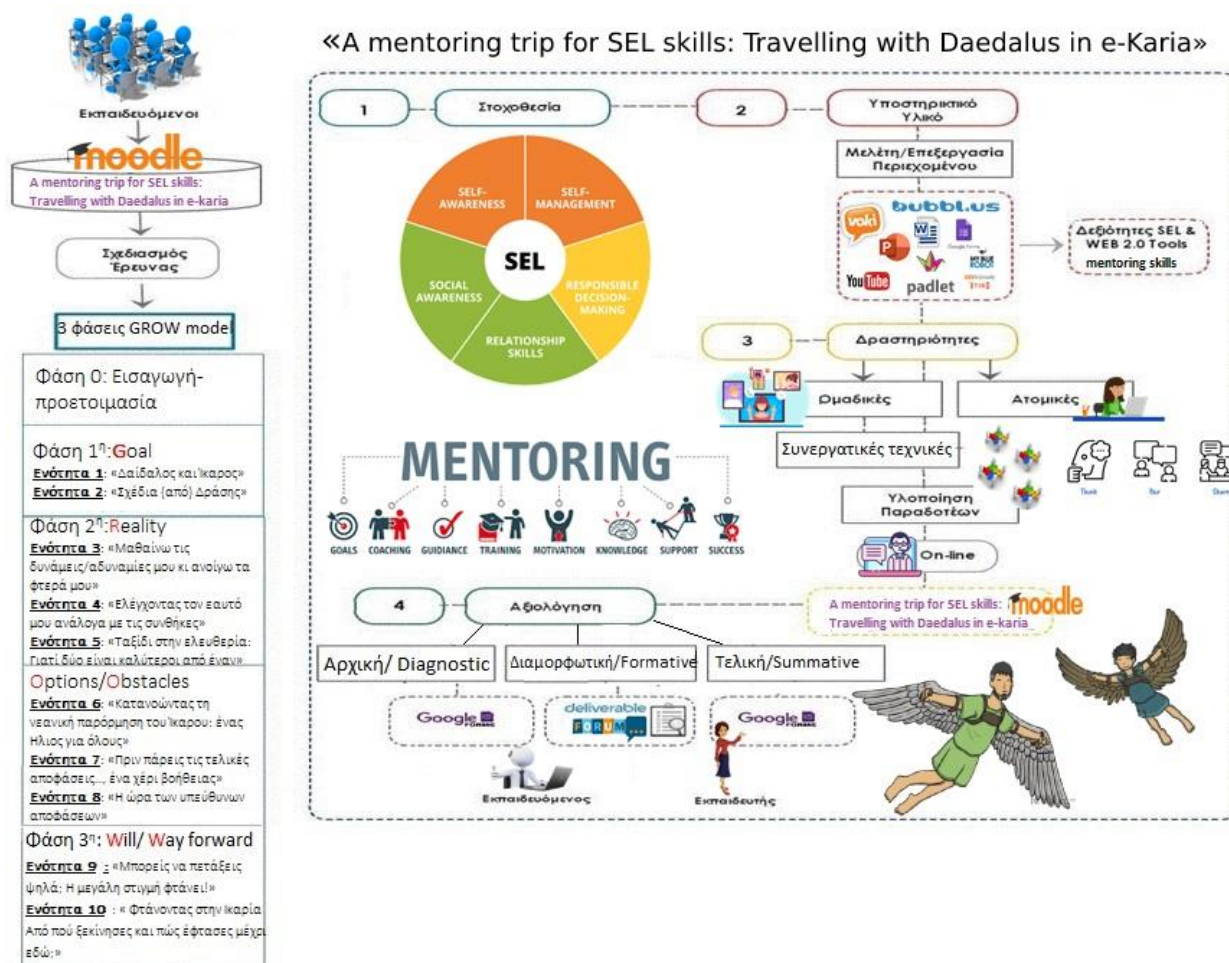 «A mentoring trip for SEL skills: Travelling with Daedalus in e-Karia»
Εκπαιδευόμενοι
moodle
A mentoring trip for SEL skills:
Travelling with Daedalus in e-karia
Σχεδιασμός
Έρευνας
3 φάσεις GROW model
Φάση 0: Εισαγωγή-
προετοιμασία
Φάση 1η:Goal
Ενότητα 1: «Δαίδαλος και Ίκαρος»
Ενότητα 2: «Σχέδια (από) Δράσης»
Φάση 2η:Reality
Ενότητα 3: «Μαθαίνω τις
δυνάμεις/αδυναμίες μου κι ανοίγω τα
φτερά μου»
Ενότητα 4: «Ελέγχοντας τον εαυτό
μου ανάλογα με τις συνθήκες»
Ενότητα 5: «Ταξίδι στην ελευθερία:
Γιατί δύο είναι καλύτεροι από έναν»
Options/Obstacles
Ενότητα 6: «Κατανοώντας τη
νεανική παρόρμηση του Ίκαρου: ένας
Ηλιος για όλους»
Ενότητα 7: «Πριν πάρεις τις τελικές
αποφάσεις..., ένα χέρι βοήθειας»
Ενότητα 8: «Η ώρα των υπεύθυνων
αποφάσεων»
Φάση 3η: Will/ Way forward
Ενότητα 9 : «Μπορείς να πετάξεις
ψηλά; Η μεγάλη στιγμή φτάνει!»
Ενότητα 10 : « Φτάνοντας στην Ικαρία
Από πού ξεκίνησες και πώς έφτασες μέχρι
εδώ;»
1
Στοχοθεσία
2
Υποστηρικτικό
Υλικό
SELF-
AWARENESS
SELF-
MANAGEMENT
SEL
SOCIAL
AWARENESS
RESPONSIBLE
DECISION-
MAKING
RELATIONSHIP
SKILLS
Μελέτη/Επεξεργασία
Περιεχομένου
bubbl.us
voki
Google Forms
MY BLUE
ROBOT
YouTube
padlet
Δεξιότητες SEL &
WEB 2.0 Tools
mentoring skills
3
Δραστηριότητες
Ομαδικές
Ατομικές
Συνεργατικές τεχνικές
Think
Pair
Share
Υλοποίηση
Παραδοτέων
On-line
MENTORING
GOALS
COACHING
GUIDIANCE
TRAINING
MOTIVATION
KNOWLEDGE
SUPPORT
SUCCESS
4
Αξιολόγηση
A mentoring trip for SEL skills:
Travelling with Daedalus in e-karia
moodle
Αρχική/ Diagnostic
Διαμορφωτική/Formative
Τελική/Summative
Google
FORMS
deliverable
FORUM
Google
FORMS
Εκπαιδευόμενος
Εκπαιδευτής